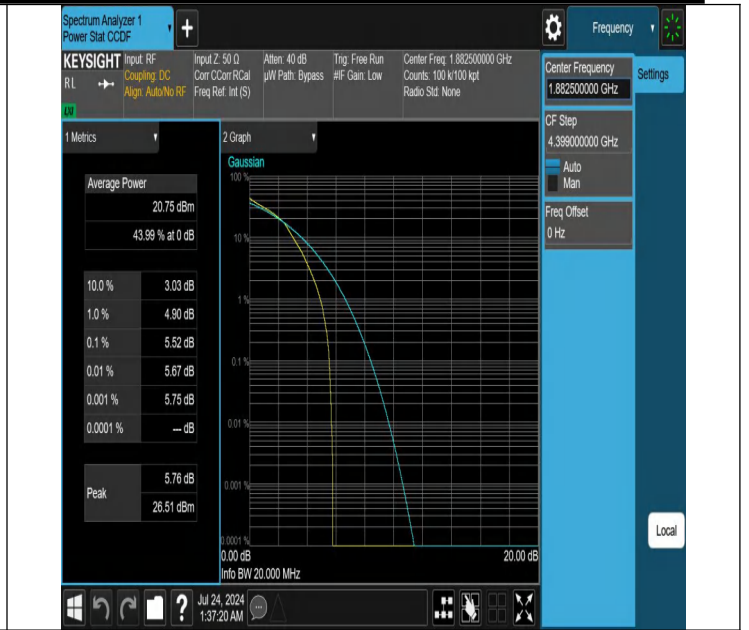 Spectrum Analyzer 1
Power Stat CCDF
Frequency
KEYSIGHT
RL
LXI
Input: RF
Coupling: DC
Align: Auto/No RF
Input Z: 50 Ω
Corr CCorr RCal
Freq Ref: Int (S)
Atten: 40 dB
µW Path: Bypass
Trig: Free Run
#IF Gain: Low
Center Freq: 1.882500000 GHz
Counts: 100 k/100 kpt
Radio Std: None
Center Frequency
1.882500000 GHz
Settings
CF Step
4.399000000 GHz
Auto
Man
Freq Offset
0 Hz
1 Metrics
Average Power
20.75 dBm
43.99 % at 0 dB
10.0 % 3.03 dB
1.0 % 4.90 dB
0.1 % 5.52 dB
0.01 % 5.67 dB
0.001 % 5.75 dB
0.0001 % --- dB
Peak
5.76 dB
26.51 dBm
2 Graph
Gaussian
100 %
10 %
1 %
0.1 %
0.01 %
0.001 %
0.0001 %
0.00 dB 20.00 dB
Info BW 20.000 MHz
Local
? Jul 24, 2024
1:37:20 AM